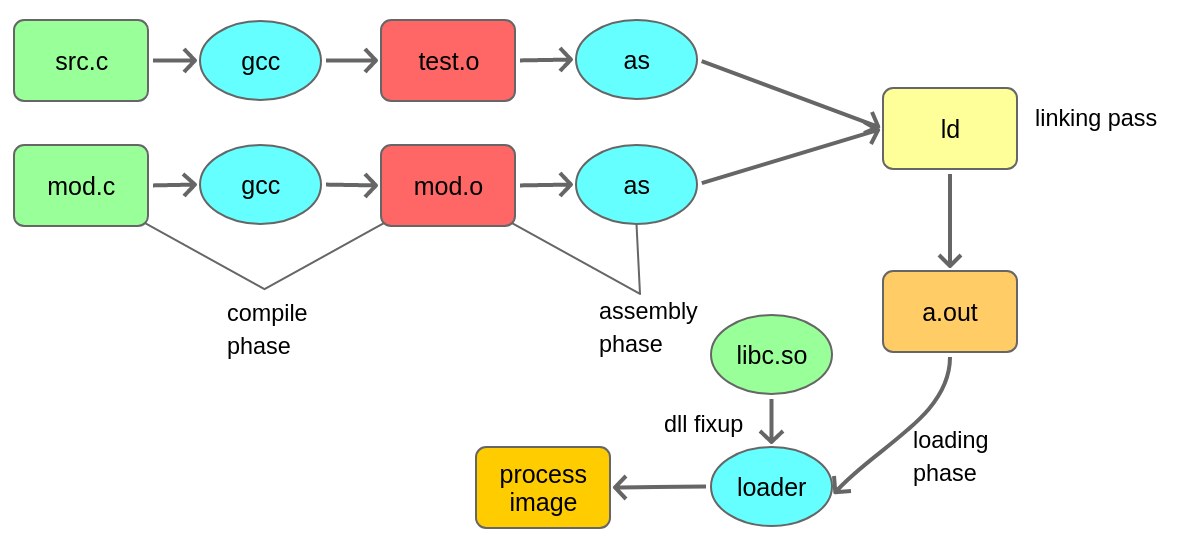 src.c
gcc
test.o
as
ld
linking pass
mod.c
gcc
mod.o
as
compile
phase
assembly
phase
a.out
libc.so
dll fixup
loading
phase
loader
process
image